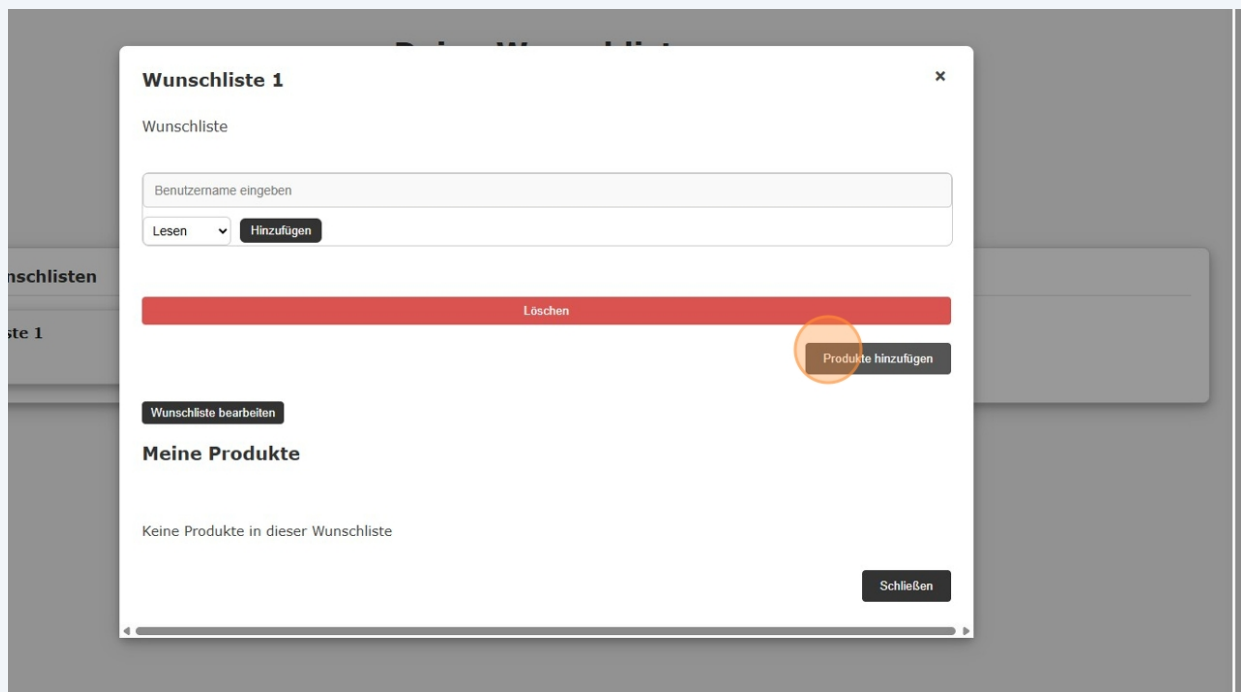 Wunschliste 1
×
Wunschliste
Benutzername eingeben
Lesen
Hinzufügen
nschlisten
Löschen
ste 1
Produkte hinzufügen
Wunschliste bearbeiten
Meine Produkte
Keine Produkte in dieser Wunschliste
Schließen